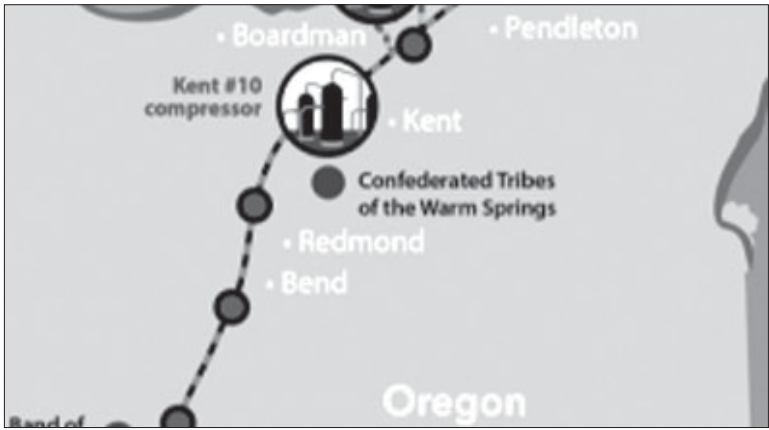 • Boardman
• Pendleton
Kent #10
compressor
• Kent
Confederated Tribes
of the Warm Springs
• Redmond
• Bend
Oregon
Band of